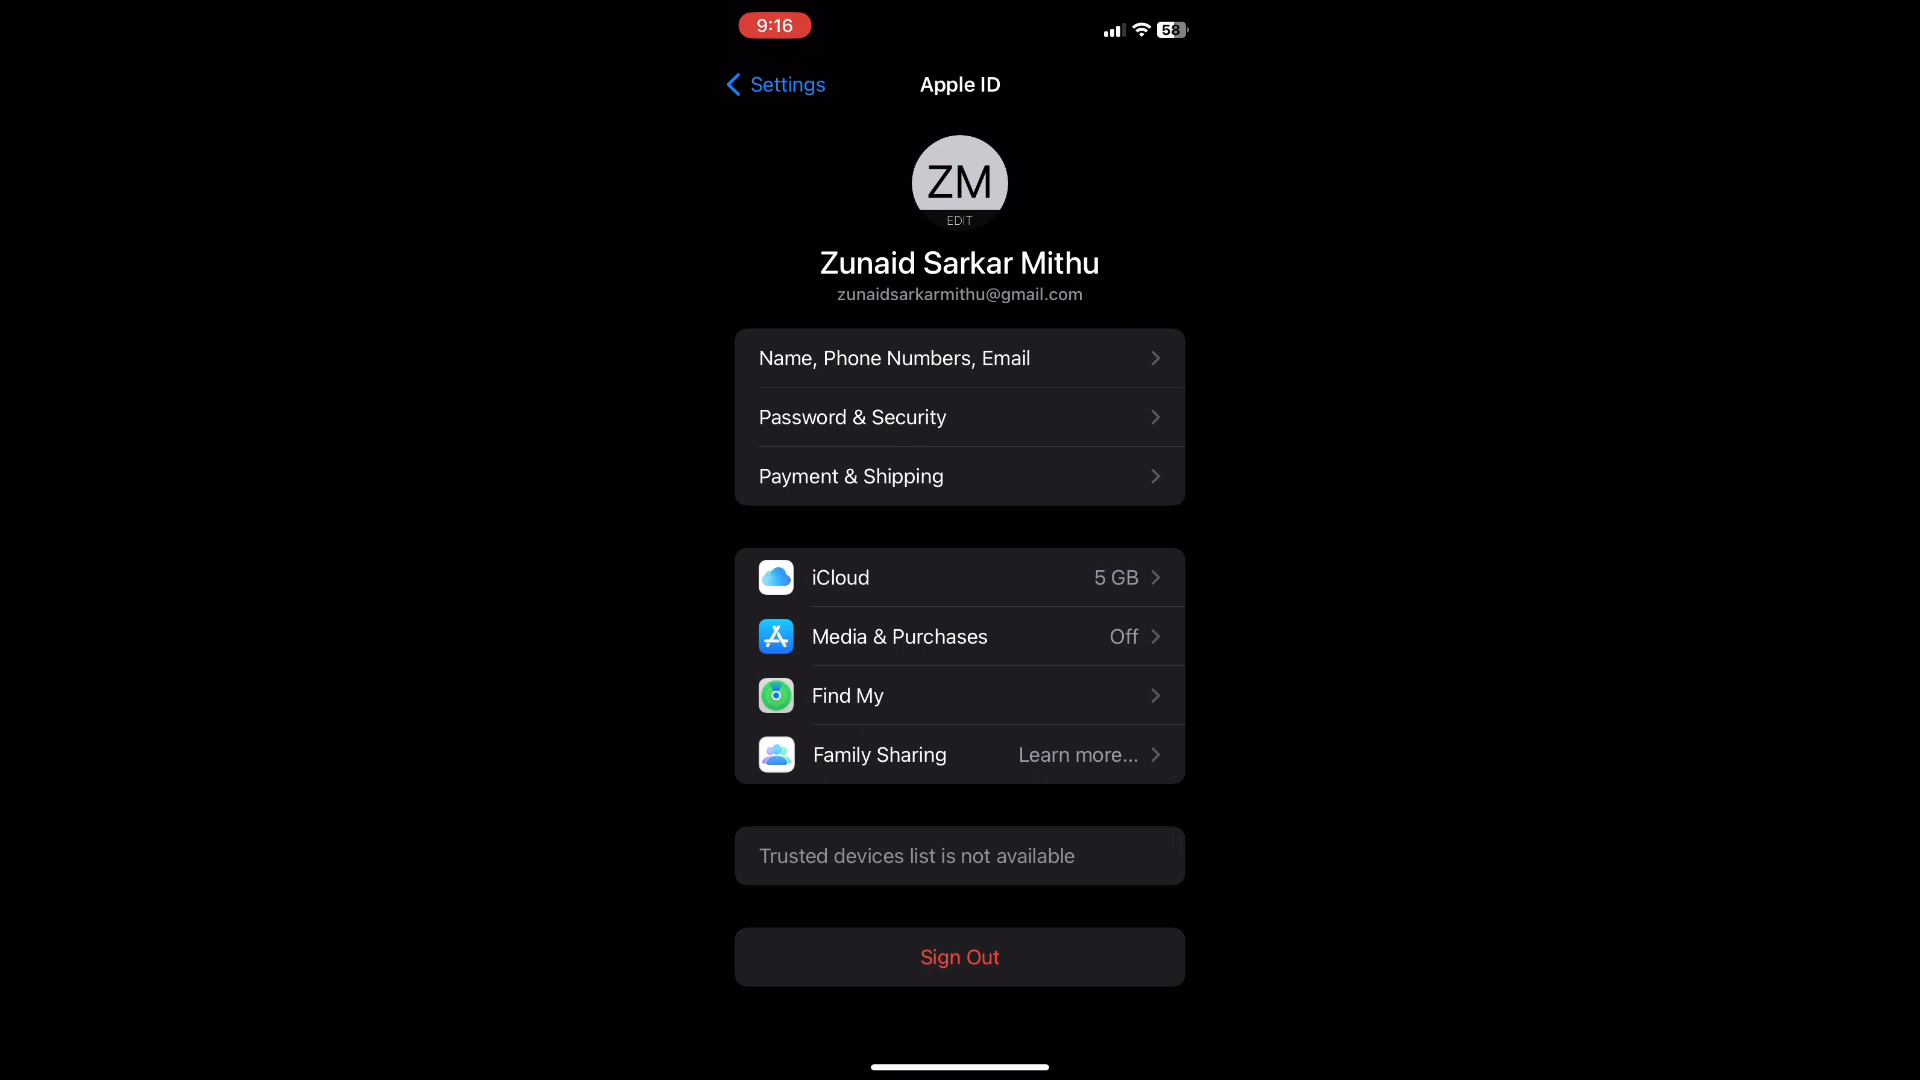 9:16
58
Settings
Apple ID
ZM
EDIT
Zunaid Sarkar Mithu
zunaidsarkarmithu@gmail.com
Name, Phone Numbers, Email
Password & Security
Payment & Shipping
iCloud 5 GB
Media & Purchases Off
Find My
Family Sharing Learn more...
Trusted devices list is not available
Sign Out